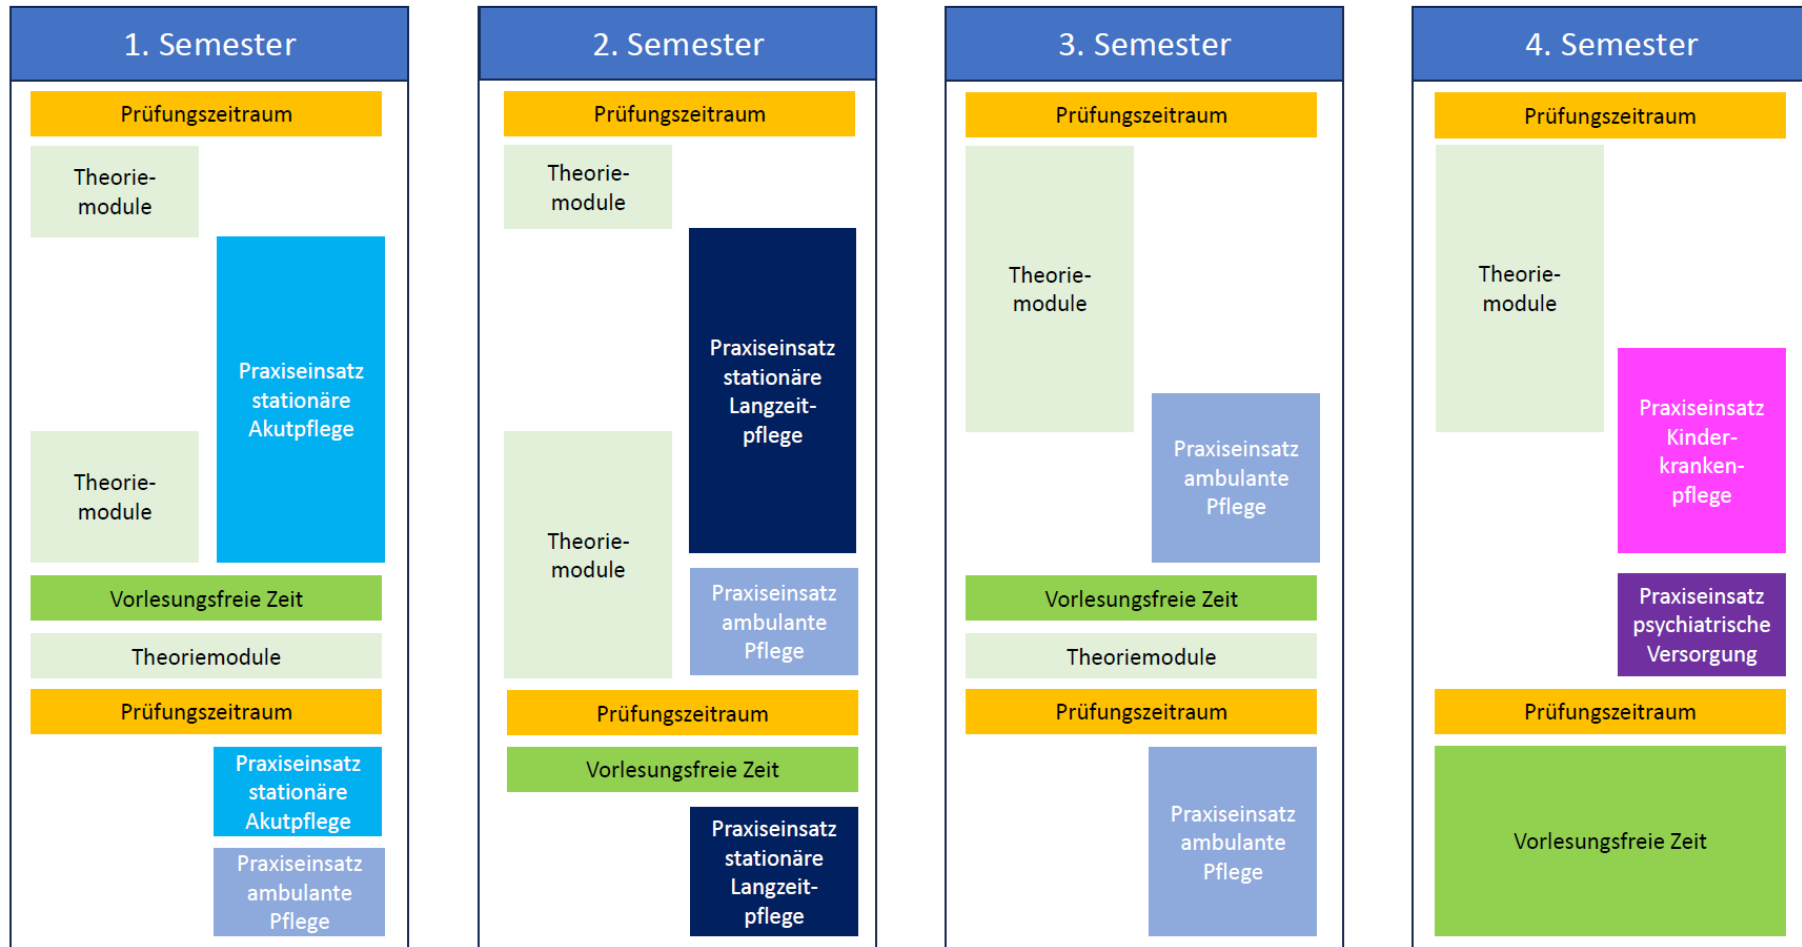 1. Semester
Prüfungszeitraum
Theorie-
module
Praxiseinsatz
stationäre
Akutpflege
Theorie-
module
Vorlesungsfreie Zeit
Theoriemodule
Prüfungszeitraum
Praxiseinsatz
stationäre
Akutpflege
Praxiseinsatz
ambulante
Pflege
2. Semester
Prüfungszeitraum
Theorie-
module
Praxiseinsatz
stationäre
Langzeit-
pflege
Theorie-
module
Praxiseinsatz
ambulante
Pflege
Prüfungszeitraum
Vorlesungsfreie Zeit
Praxiseinsatz
stationäre
Langzeit-
pflege
3. Semester
Prüfungszeitraum
Theorie-
module
Praxiseinsatz
ambulante
Pflege
Vorlesungsfreie Zeit
Theoriemodule
Prüfungszeitraum
Praxiseinsatz
ambulante
Pflege
4. Semester
Prüfungszeitraum
Theorie-
module
Praxiseinsatz
Kinder-
kranken-
pflege
Praxiseinsatz
psychiatrische
Versorgung
Prüfungszeitraum
Vorlesungsfreie Zeit